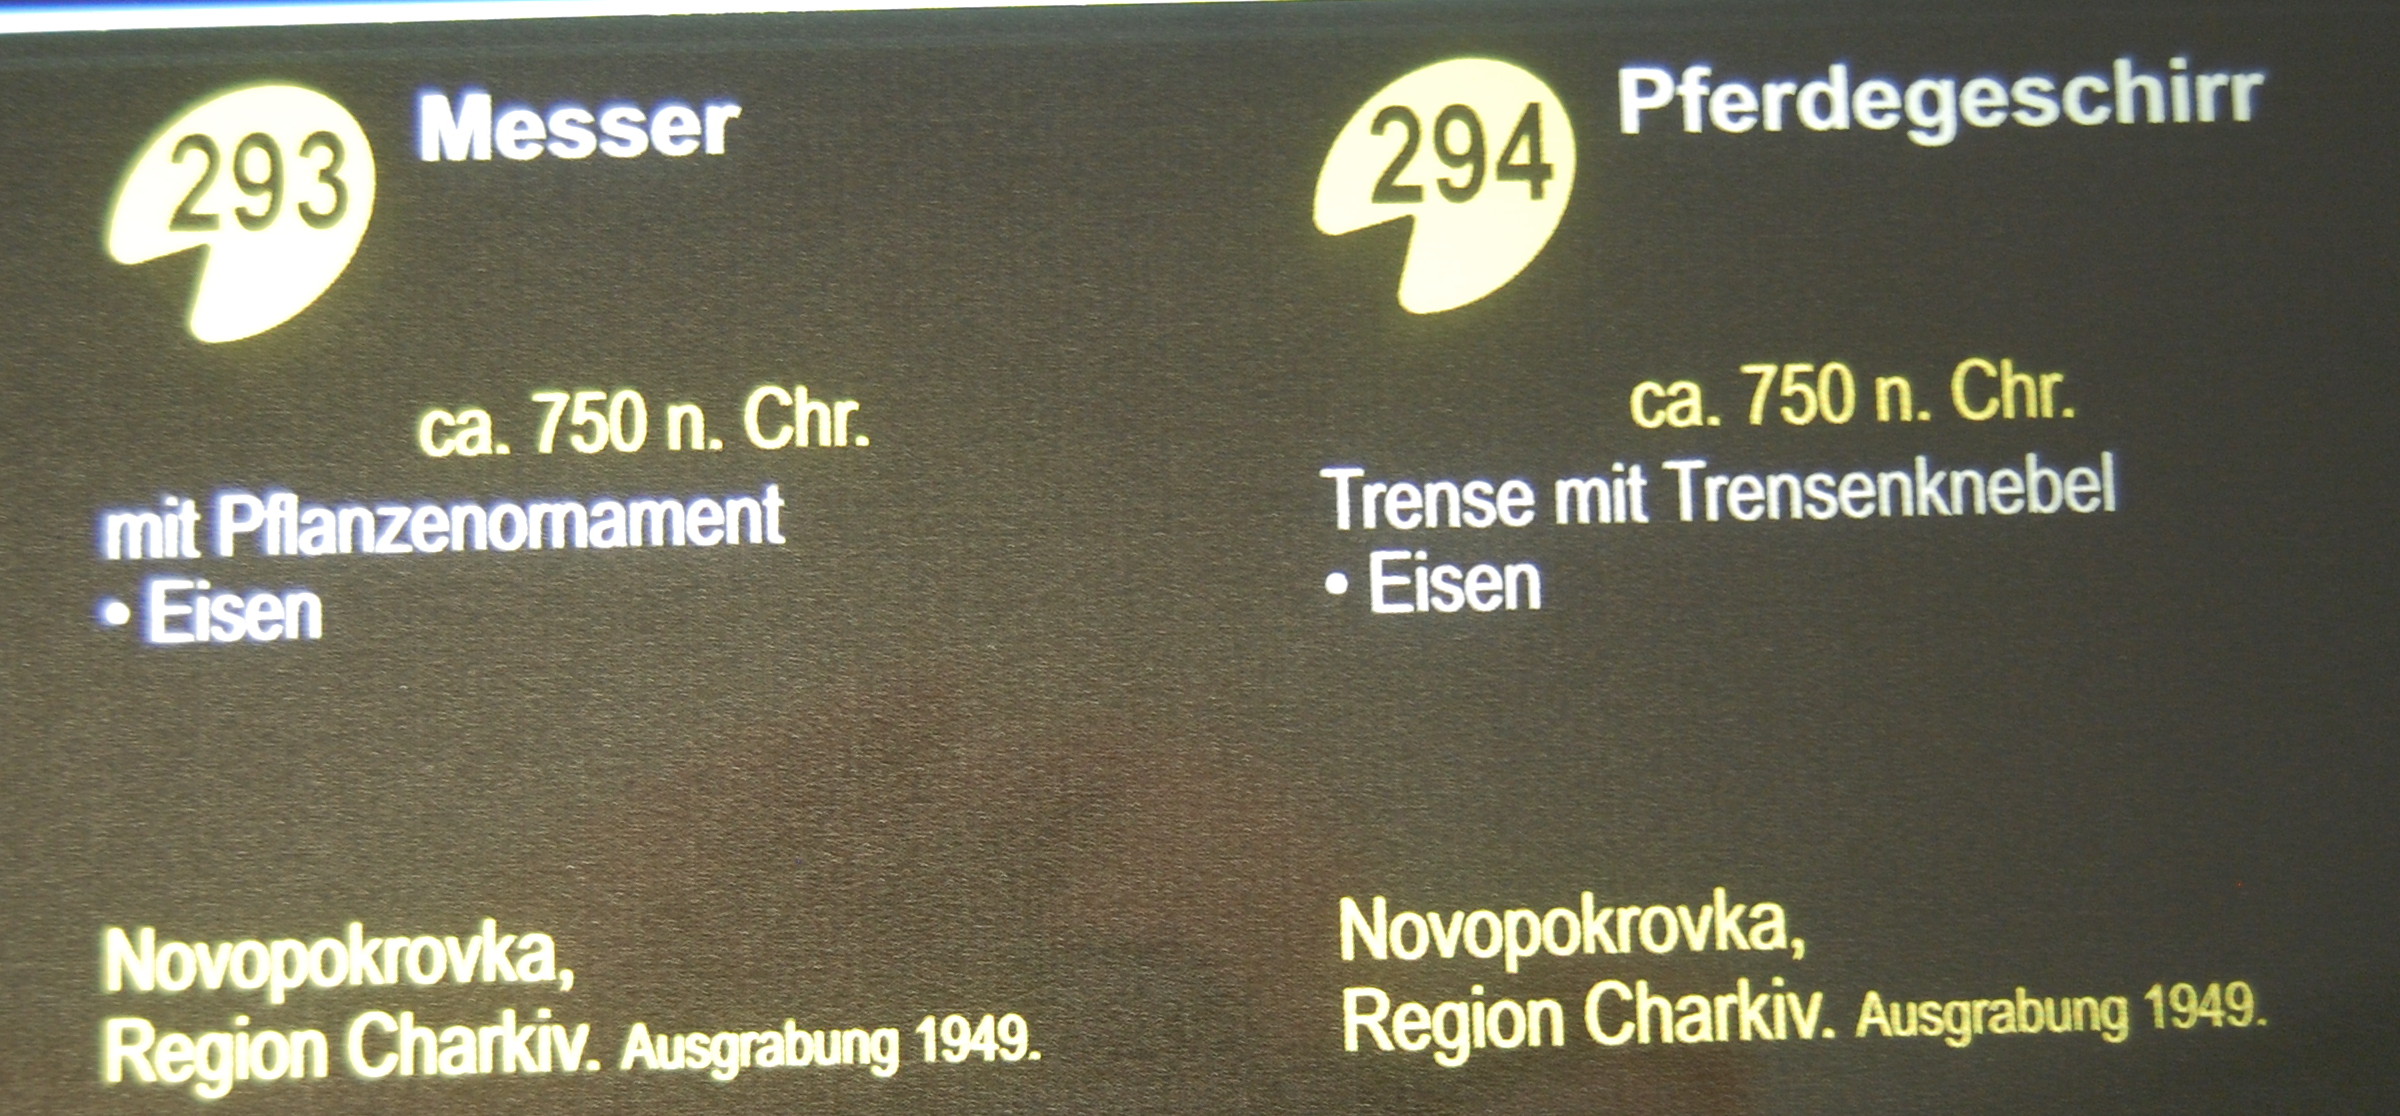 293 Messer
ca. 750 n. Chr.
mit Pflanzenornament
• Eisen
Novopokrovka,
Region Charkiv. Ausgrabung 1949.
294 Pferdegeschirr
ca. 750 n. Chr.
Trense mit Trensenknebel
• Eisen
Novopokrovka,
Region Charkiv. Ausgrabung 1949.